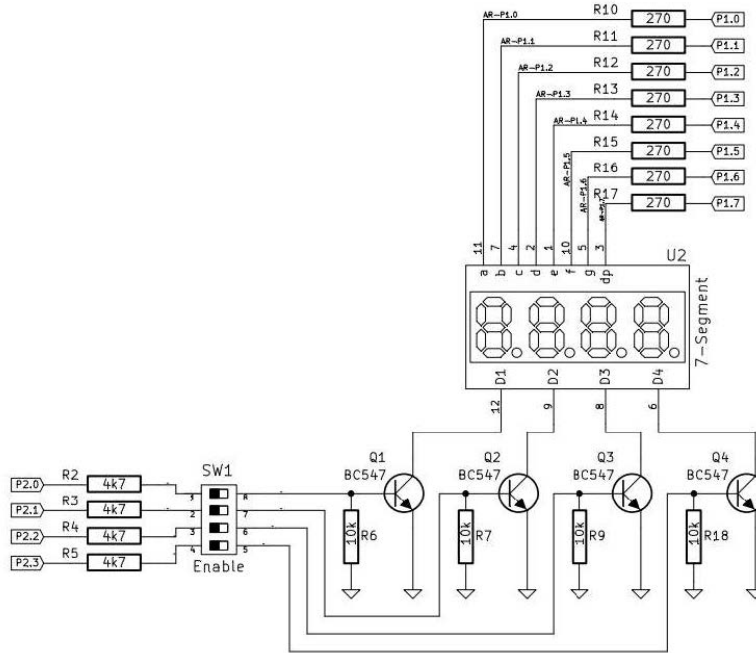 AR-P1.0 R10 270 P1.0
AR-P1.1 R11 270 P1.1
AR-P1.2 R12 270 P1.2
AR-P1.3 R13 270 P1.3
AR-P1.4 R14 270 P1.4
AR-P1.5 R15 270 P1.5
AR-P1.6 R16 270 P1.6
R17 270 P1.7
11 7 4 2 1 10 5 3
a b c d e f g dp
U2
7-Segment
D1 D2 D3 D4
12 9 8 6
Q1 Q2 Q3 Q4
BC547 BC547 BC547 BC547
SW1
P2.0 R2 4k7 1 8
P2.1 R3 4k7 2 7
P2.2 R4 4k7 3 6
P2.3 R5 4k7 4 5
Enable
10k R6 10k R7 10k R9 10k R18